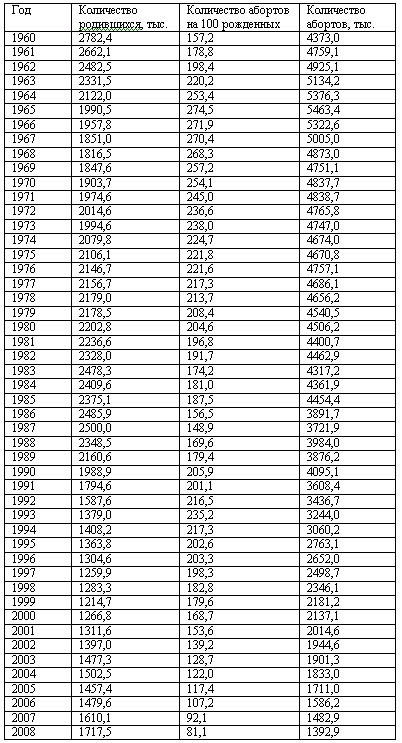 Год Количество родившихся, тыс. Количество абортов на 100 рожденных Количество абортов, тыс.
1960 2782,4 157,2 4373,0
1961 2662,1 178,8 4759,1
1962 2482,5 198,4 4925,1
1963 2331,5 220,2 5134,2
1964 2122,0 253,4 5376,3
1965 1990,5 274,5 5463,4
1966 1957,8 271,9 5322,6
1967 1851,0 270,4 5005,0
1968 1816,5 268,3 4873,0
1969 1847,6 257,2 4751,1
1970 1903,7 254,1 4837,7
1971 1974,6 245,0 4838,7
1972 2014,6 236,6 4765,8
1973 1994,6 238,0 4747,0
1974 2079,8 224,7 4674,0
1975 2106,1 221,8 4670,8
1976 2146,7 221,6 4757,1
1977 2156,7 217,3 4686,1
1978 2179,0 213,7 4656,2
1979 2178,5 208,4 4540,5
1980 2202,8 204,6 4506,2
1981 2236,6 196,8 4400,7
1982 2328,0 191,7 4462,9
1983 2478,3 174,2 4317,2
1984 2409,6 181,0 4361,9
1985 2375,1 187,5 4454,4
1986 2485,9 156,5 3891,7
1987 2500,0 148,9 3721,9
1988 2348,5 169,6 3984,0
1989 2160,6 179,4 3876,2
1990 1988,9 205,9 4095,1
1991 1794,6 201,1 3608,4
1992 1587,6 216,5 3436,7
1993 1379,0 235,2 3244,0
1994 1408,2 217,3 3060,2
1995 1363,8 202,6 2763,1
1996 1304,6 203,3 2652,0
1997 1259,9 198,3 2498,7
1998 1283,3 182,8 2346,1
1999 1214,7 179,6 2181,2
2000 1266,8 168,7 2137,1
2001 1311,6 153,6 2014,6
2002 1397,0 139,2 1944,6
2003 1477,3 128,7 1901,3
2004 1502,5 122,0 1833,0
2005 1457,4 117,4 1711,0
2006 1479,6 107,2 1586,2
2007 1610,1 92,1 1482,9
2008 1717,5 81,1 1392,9